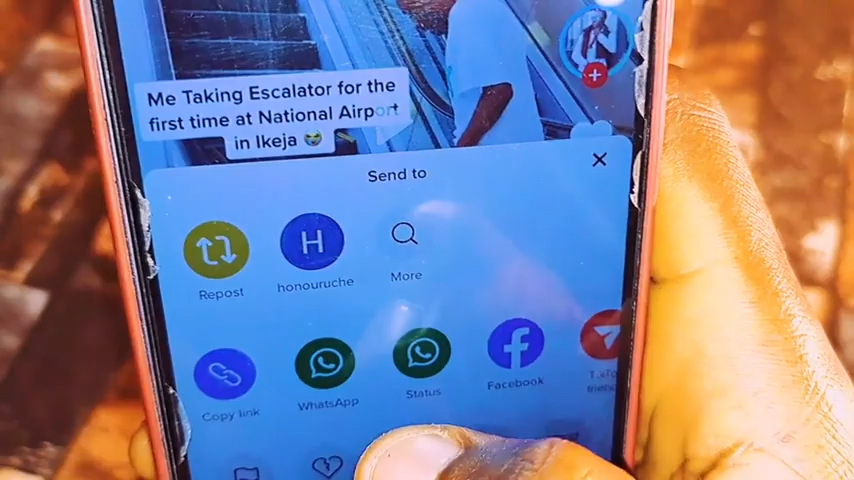 Me Taking Escalator for the
first time at National Airport
in Ikeja 😭
Send to
H
Repost
honouruche
More
Copy link
WhatsApp
Status
Facebook